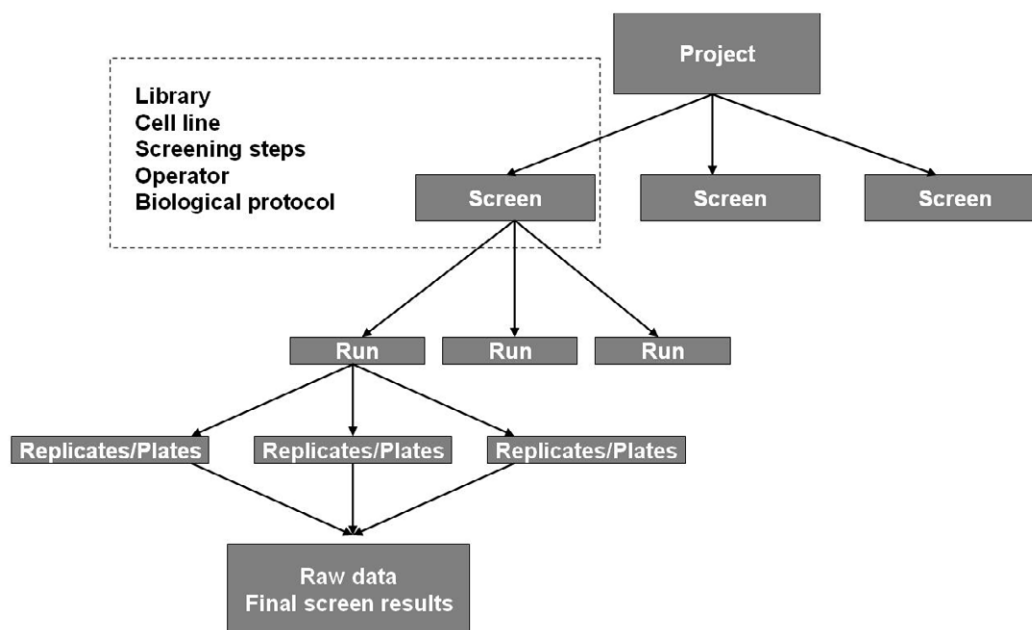 Project
Library
Cell line
Screening steps
Operator
Biological protocol
Screen
Screen
Screen
Run
Run
Run
Replicates/Plates
Replicates/Plates
Replicates/Plates
Raw data
Final screen results